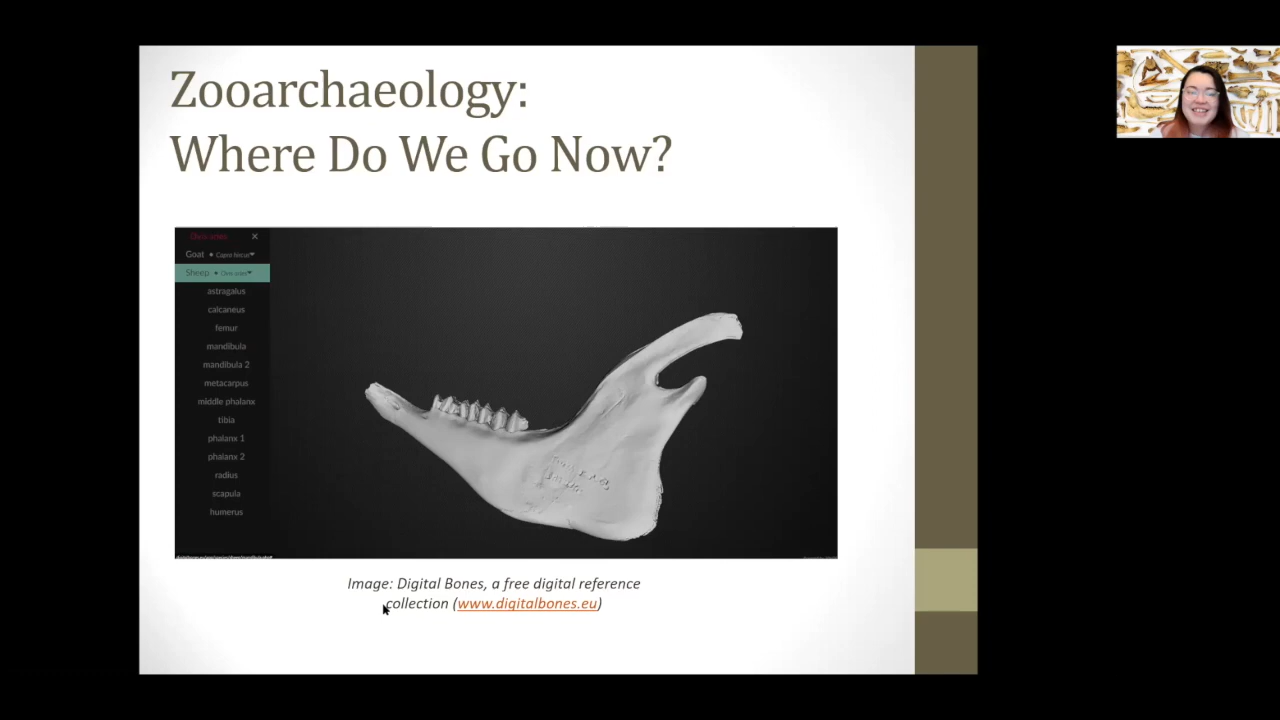 Zooarchaeology:
Where Do We Go Now?
Ovis aries ×
Goat • Capra hircus
Sheep • Ovis aries
astragalus
calcaneus
femur
mandibula
mandibula 2
metacarpus
middle phalanx
tibia
phalanx 1
phalanx 2
radius
scapula
humerus
Image: Digital Bones, a free digital reference
collection (www.digitalbones.eu)